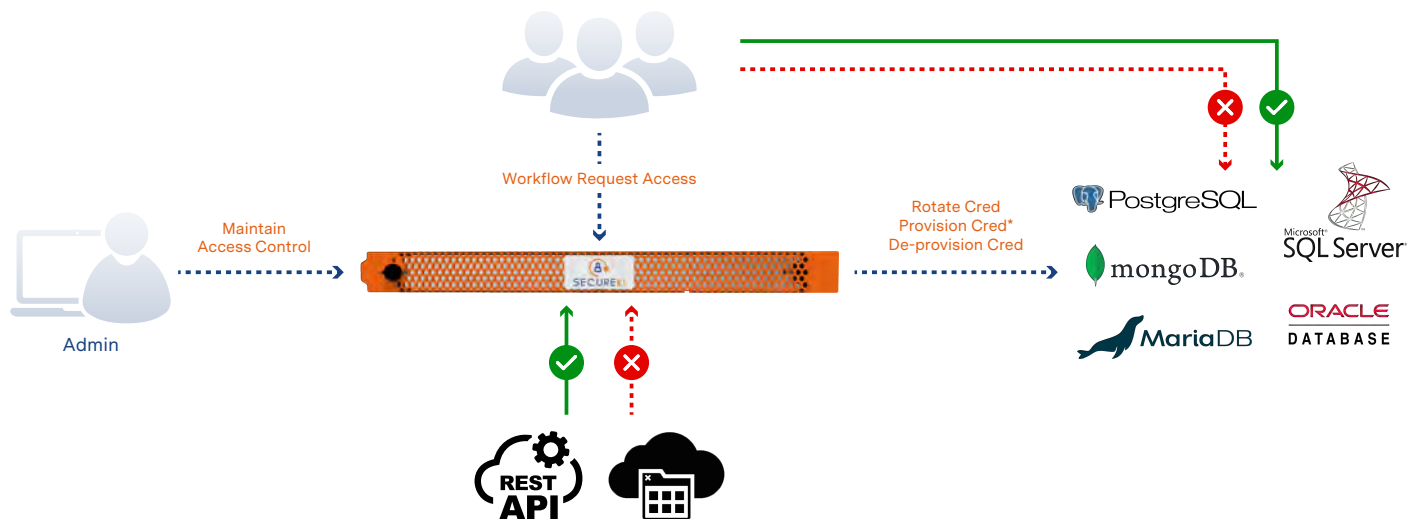 Workflow Request Access
Maintain
Access Control
Rotate Cred
Provision Cred*
De-provision Cred
PostgreSQL
Microsoft®
SQL Server®
mongoDB®
SECUREKI
ORACLE
DATABASE
MariaDB
Admin
REST
API